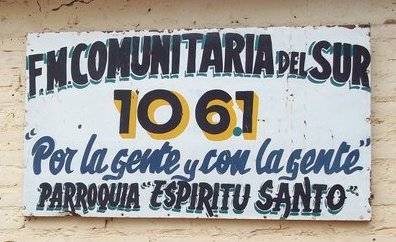 F.M COMUNITARIA DEL SUR
106.1
"Por la gente y con la gente"
PARROQUIA "ESPIRITU SANTO"